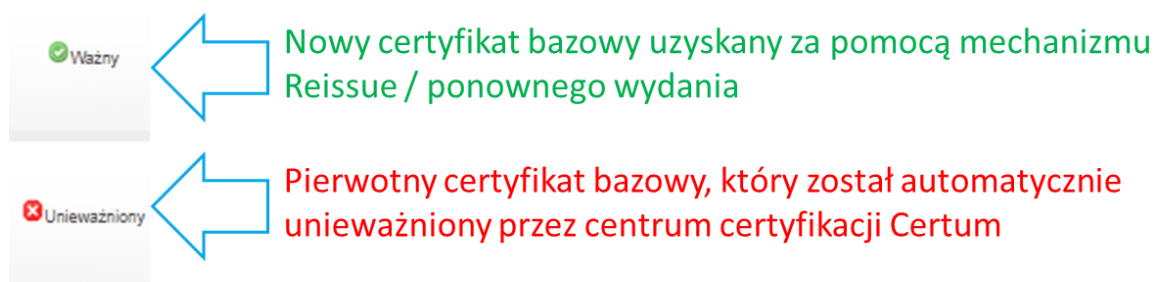 Ważny
Nowy certyfikat bazowy uzyskany za pomocą mechanizmu
Reissue / ponownego wydania
Unieważniony
Pierwotny certyfikat bazowy, który został automatycznie
unieważniony przez centrum certyfikacji Certum